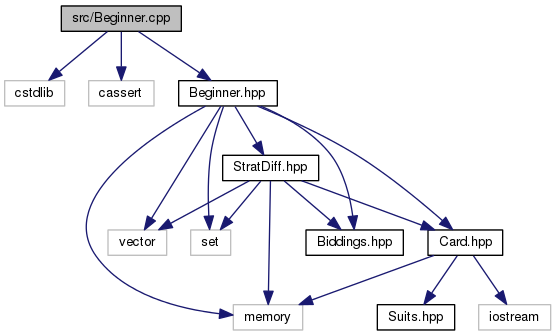 src/Beginner.cpp
cstdlib
cassert
Beginner.hpp
StratDiff.hpp
vector
set
Biddings.hpp
Card.hpp
memory
Suits.hpp
iostream